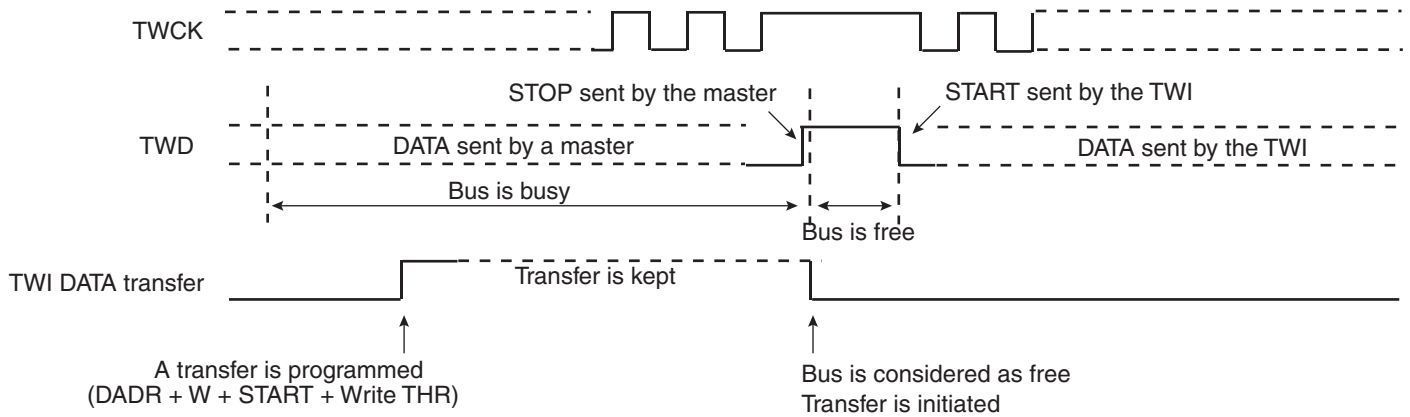 TWCK
STOP sent by the master
START sent by the TWI
TWD
DATA sent by a master
DATA sent by the TWI
Bus is busy
Bus is free
TWI DATA transfer
Transfer is kept
A transfer is programmed
(DADR + W + START + Write THR)
Bus is considered as free
Transfer is initiated